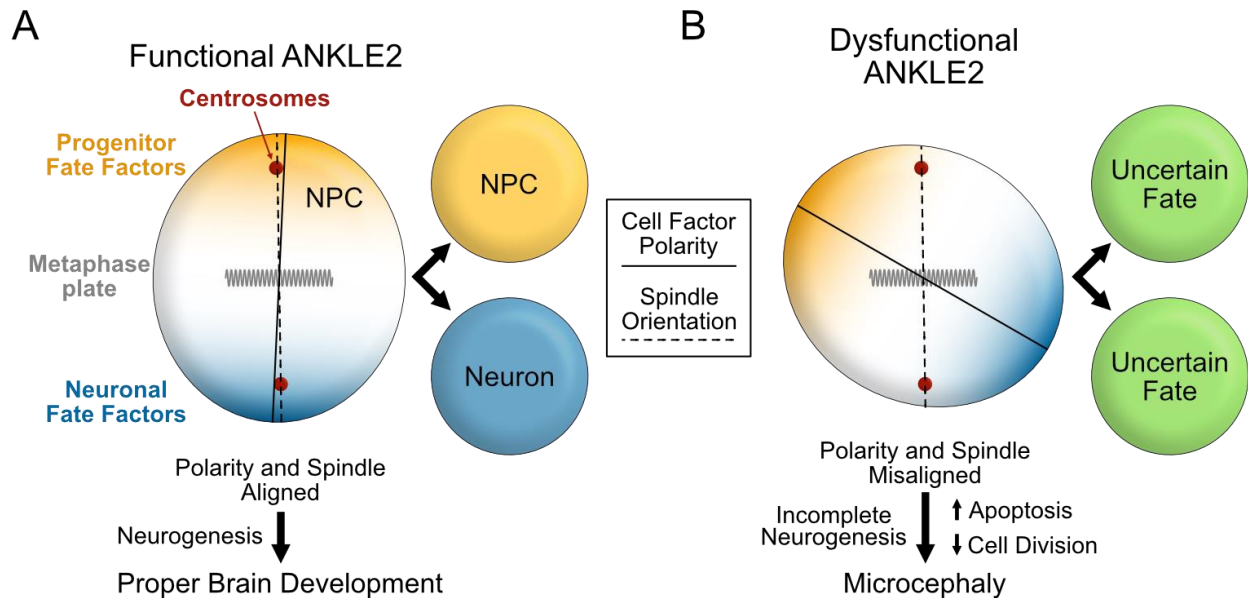 A
Functional ANKLE2
Centrosomes
Progenitor
Fate Factors
NPC
Metaphase
plate
Neuronal
Fate Factors
NPC
Neuron
Polarity and Spindle
Aligned
Neurogenesis
Proper Brain Development
Cell Factor
Polarity
Spindle
Orientation
B
Dysfunctional
ANKLE2
Uncertain
Fate
Uncertain
Fate
Polarity and Spindle
Misaligned
Incomplete
Neurogenesis
Apoptosis
Cell Division
Microcephaly